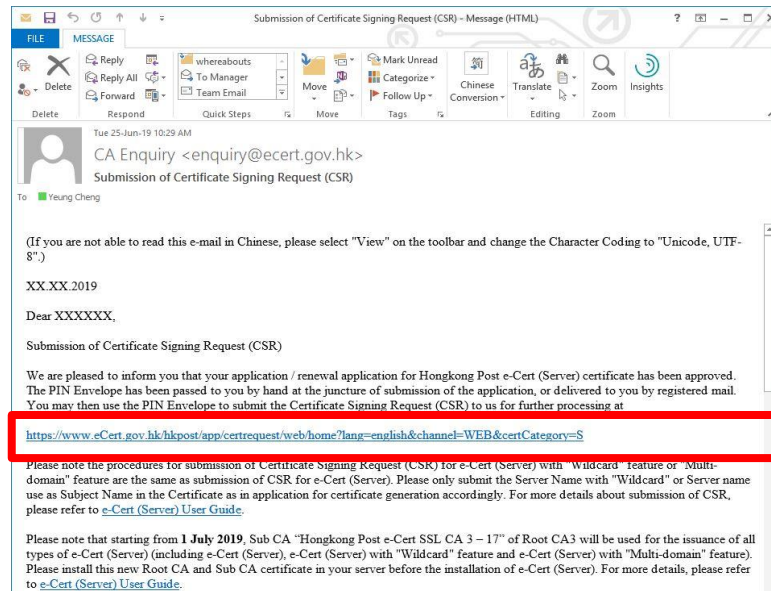 Submission of Certificate Signing Request (CSR) - Message (HTML)
FILE MESSAGE
Delete
Reply
Reply All
Forward
whereabouts
To Manager
Team Email
Move
Mark Unread
Categorize
Follow Up
简
Chinese
Conversion
Translate
Zoom
Insights
Delete Respond Quick Steps Move Tags Editing Zoom
Tue 25-Jun-19 10:29 AM
CA Enquiry <enquiry@ecert.gov.hk>
Submission of Certificate Signing Request (CSR)
To Yeung Cheng
(If you are not able to read this e-mail in Chinese, please select "View" on the toolbar and change the Character Coding to "Unicode, UTF-
8".)
XX.XX.2019
Dear XXXXXX,
Submission of Certificate Signing Request (CSR)
We are pleased to inform you that your application / renewal application for Hongkong Post e-Cert (Server) certificate has been approved.
The PIN Envelope has been passed to you by hand at the juncture of submission of the application, or delivered to you by registered mail.
You may then use the PIN Envelope to submit the Certificate Signing Request (CSR) to us for further processing at
https://www.eCert.gov.hk/hkpost/app/certrequest/web/home?lang=english&channel=WEB&certCategory=S
Please note the procedures for submission of Certificate Signing Request (CSR) for e-Cert (Server) with "Wildcard" feature or "Multi-
domain" feature are the same as submission of CSR for e-Cert (Server). Please only submit the Server Name with "Wildcard" or Server name
use as Subject Name in the Certificate as in application for certificate generation accordingly. For more details about submission of CSR,
please refer to e-Cert (Server) User Guide.
Please note that starting from 1 July 2019, Sub CA “Hongkong Post e-Cert SSL CA 3 – 17” of Root CA3 will be used for the issuance of all
types of e-Cert (Server) (including e-Cert (Server), e-Cert (Server) with "Wildcard" feature and e-Cert (Server) with "Multi-domain" feature).
Please install this new Root CA and Sub CA certificate in your server before the installation of e-Cert (Server). For more details, please refer
to e-Cert (Server) User Guide.